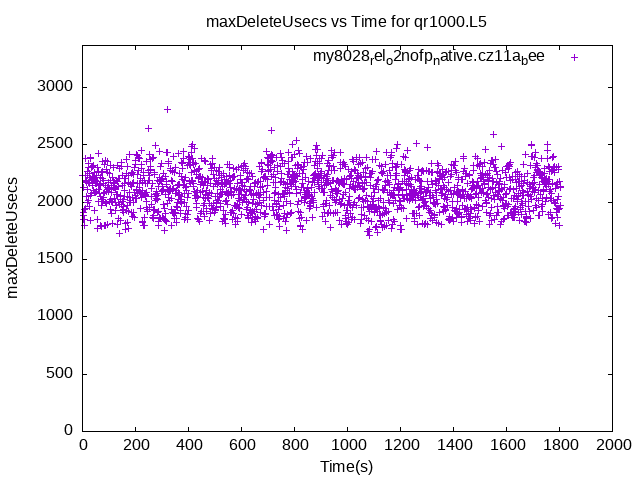 maxDeleteUsecs vs Time for qr1000.L5
my8028relo2nofpnative.cz11abee
3000
2500
2000
1500
1000
500
0
maxDeleteUsecs
0 200 400 600 800 1000 1200 1400 1600 1800 2000
Time(s)